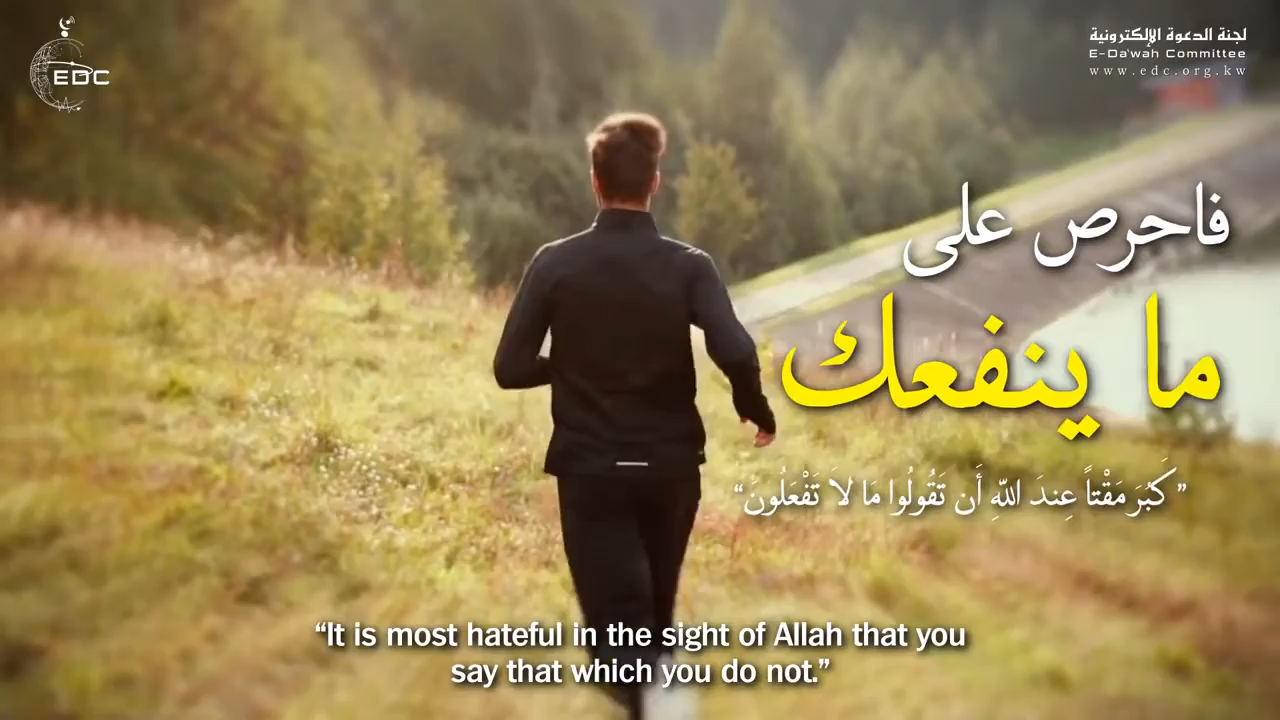 EDC
لجنة الدعوة الإلكترونية
E-Da'wah Committee
www.edc.org.kw
فاحرص على
ما ينفعك
”كَبُرَ مَقْتاً عِندَ اللَّهِ أَن تَقُولُوا مَا لاَ تَفْعَلُونَ“
“It is most hateful in the sight of Allah that you
say that which you do not.”